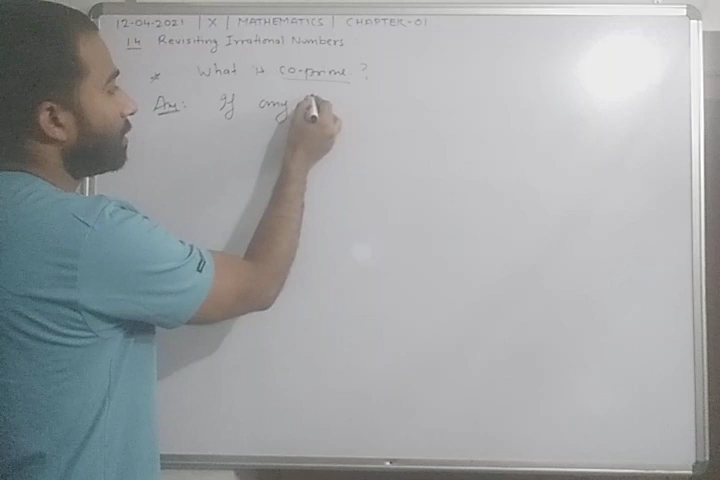 12-04-2021 | X | MATHEMATICS | CHAPTER-01
1.4 Revisiting Irrational Numbers
* What is co-prime ?
Ans: If any